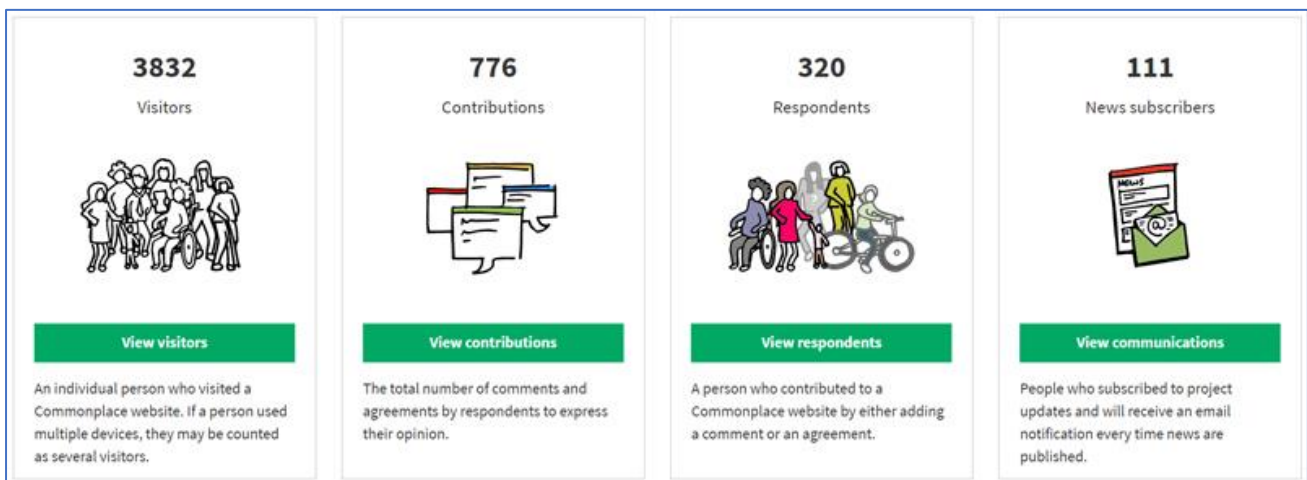 3832
Visitors
View visitors
An individual person who visited a
Commonplace website. If a person used
multiple devices, they may be counted
as several visitors.
776
Contributions
View contributions
The total number of comments and
agreements by respondents to express
their opinion.
320
Respondents
View respondents
A person who contributed to a
Commonplace website by either adding
a comment or an agreement.
111
News subscribers
NEWS
@
View communications
People who subscribed to project
updates and will receive an email
notification every time news are
published.